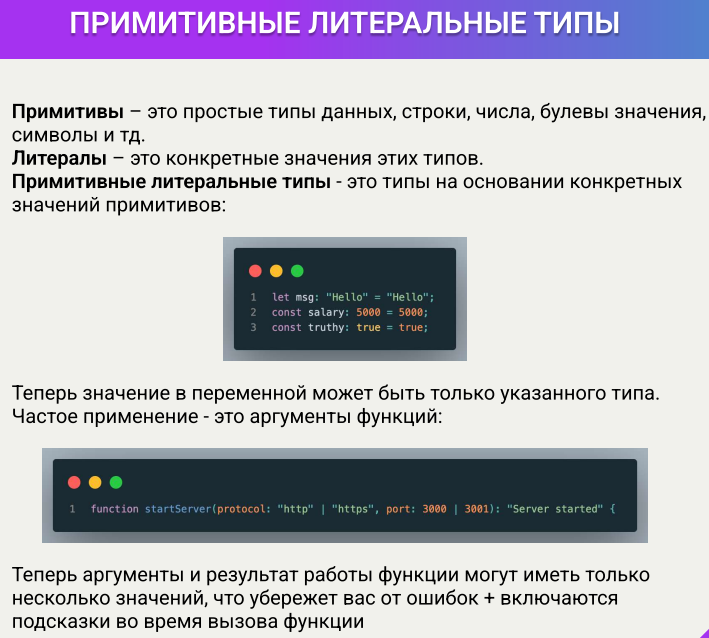 ПРИМИТИВНЫЕ ЛИТЕРАЛЬНЫЕ ТИПЫ
Примитивы – это простые типы данных, строки, числа, булевы значения,
символы и тд.
Литералы – это конкретные значения этих типов.
Примитивные литеральные типы - это типы на основании конкретных
значений примитивов:
1 let msg: "Hello" = "Hello";
2 const salary: 5000 = 5000;
3 const truthy: true = true;
Теперь значение в переменной может быть только указанного типа.
Частое применение - это аргументы функций:
1 function startServer(protocol: "http" | "https", port: 3000 | 3001): "Server started" {
Теперь аргументы и результат работы функции могут иметь только
несколько значений, что убережет вас от ошибок + включаются
подсказки во время вызова функции